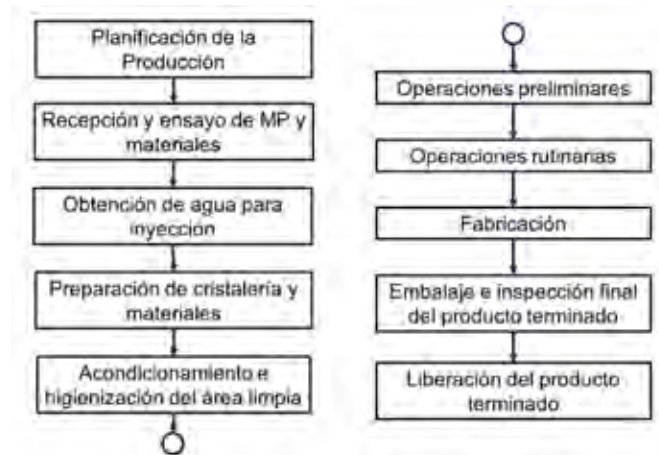 Planificación de la
Producción
Recepción y ensayo de MP y
materiales
Obtención de agua para
inyección
Preparación de cristalería y
materiales
Acondicionamiento e
higienización del área limpia
Operaciones preliminares
Operaciones rutinarias
Fabricación
Embalaje e inspección final
del producto terminado
Liberación del producto
terminado